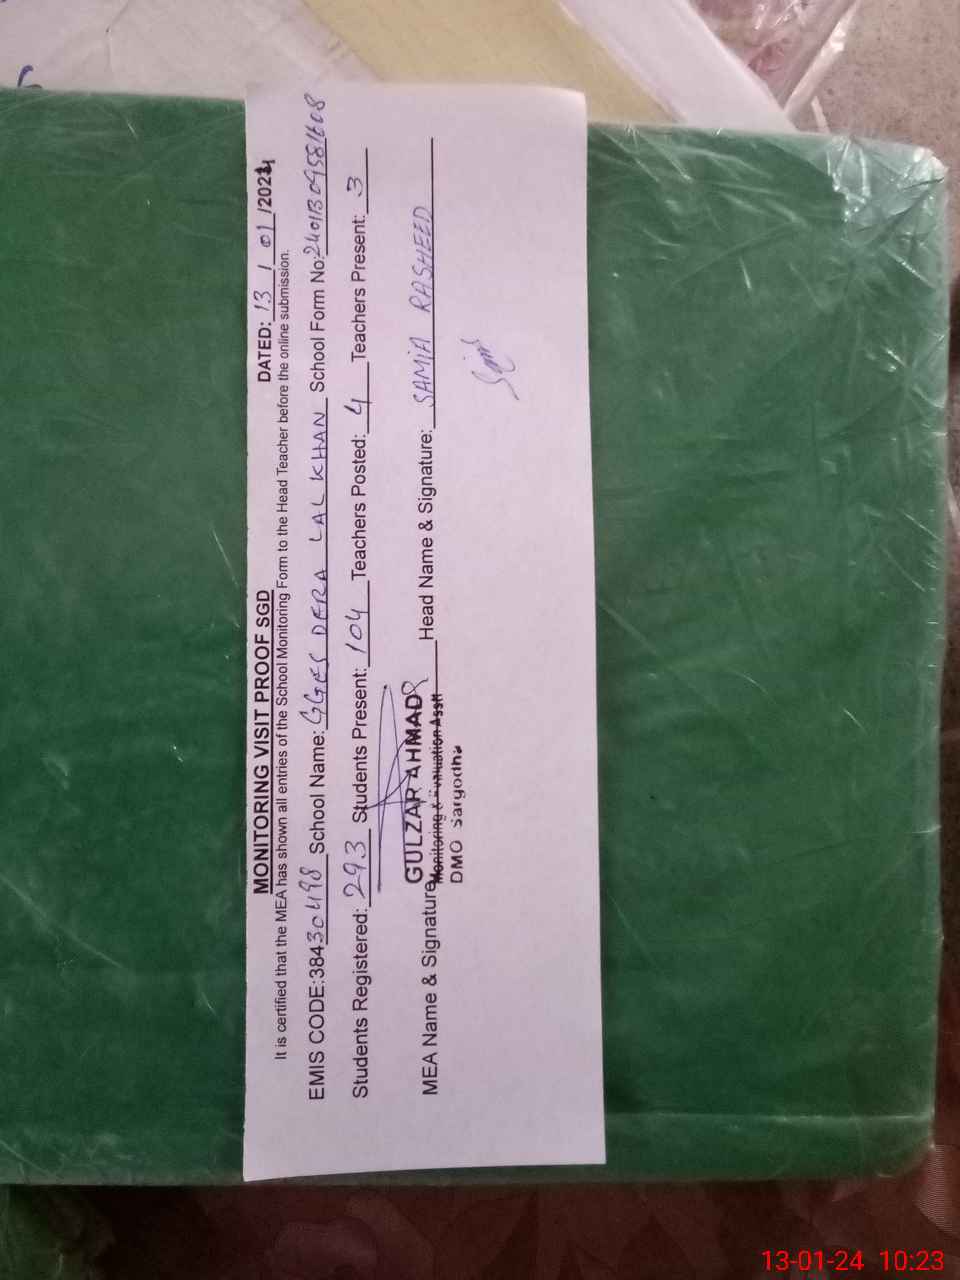 MONITORING VISIT PROOF SGD
DATED: 13 / 01 /2024
It is certified that the MEA has shown all entries of the School Monitoring Form to the Head Teacher before the online submission.
EMIS CODE:38430498 School Name: GGES DERA LAL KHAN School Form No:
Students Registered: 293 Students Present: 104 Teachers Posted: 4 Teachers Present: 3
MEA Name & Signature Head Name & Signature: SAMIA RASHEED
GULZAR AHMAD
Monitoring & Evaluation Asstt
DMO Sargodha
13-01-24 10:23